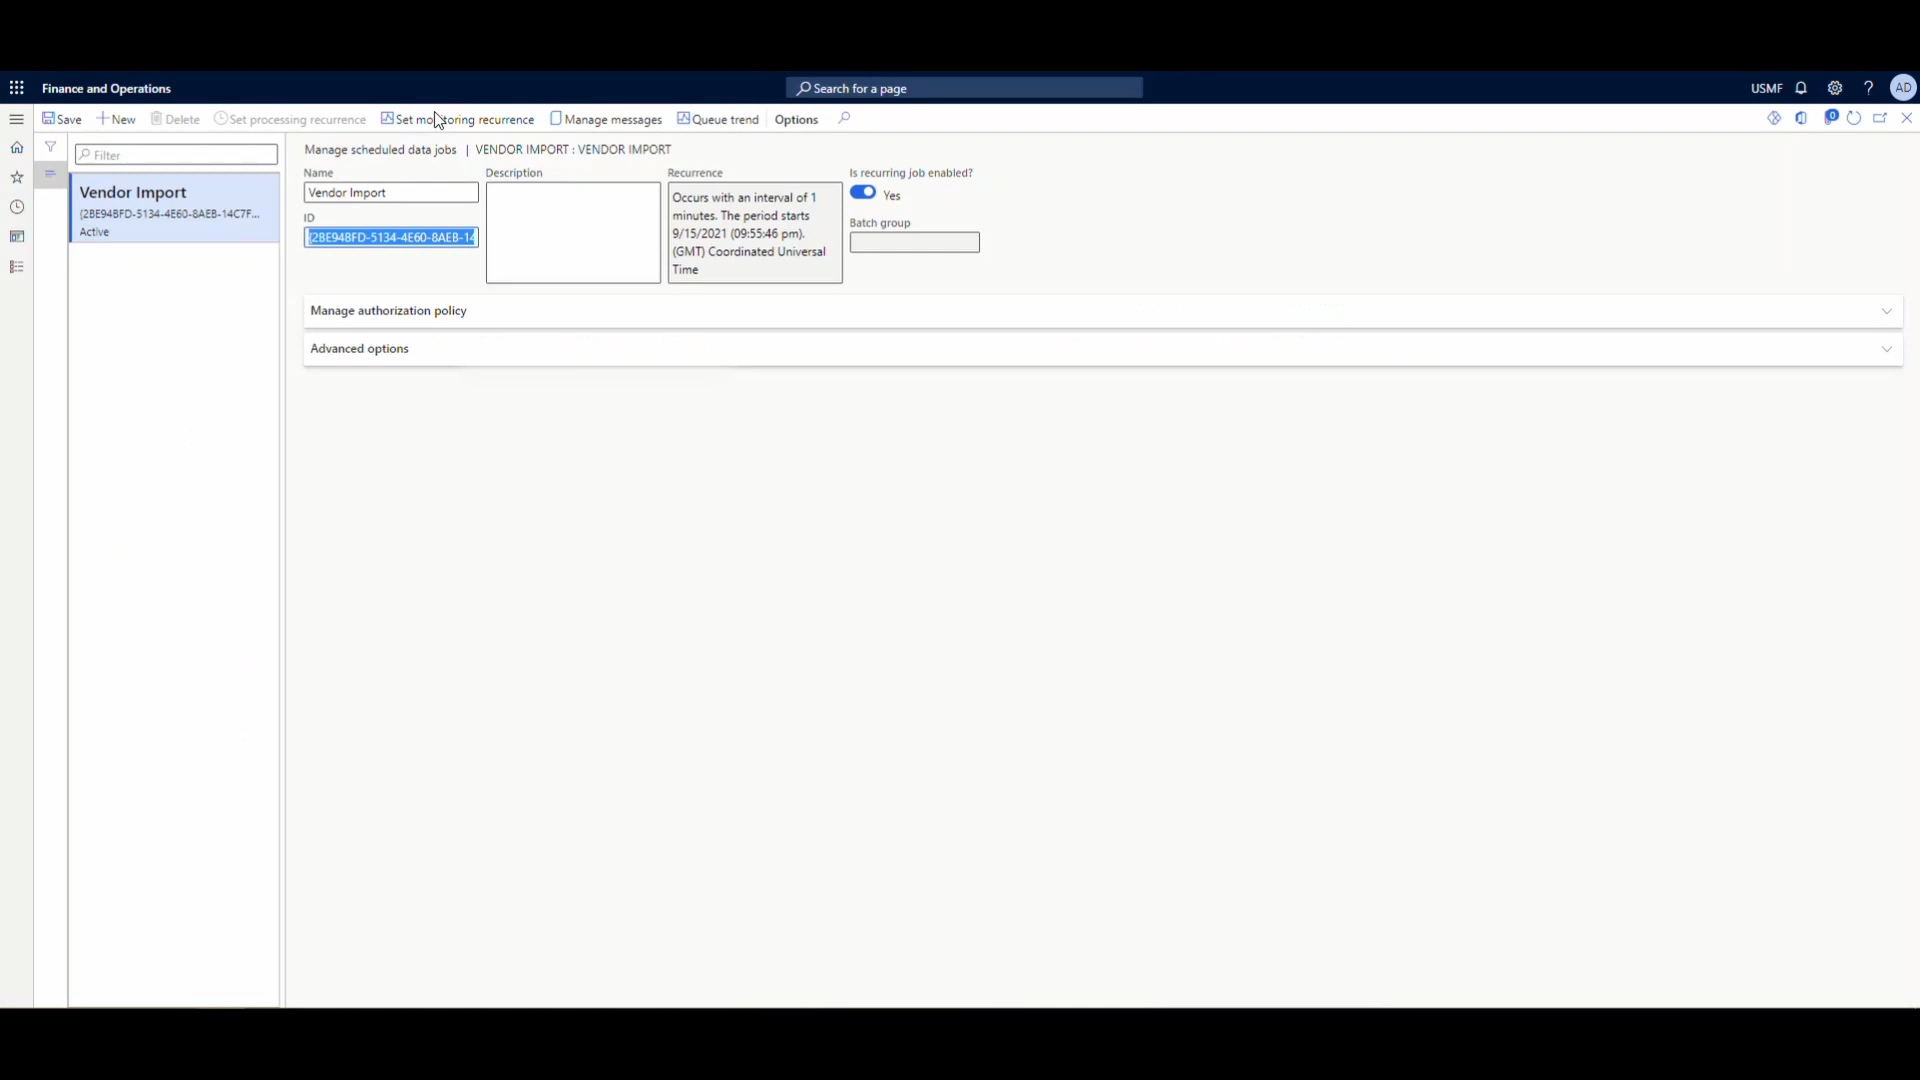 Finance and Operations
Search for a page
USMF
?
AD
Save
New
Delete
Set processing recurrence
Set monitoring recurrence
Manage messages
Queue trend
Options
0
Filter
Vendor Import
{2BE94BFD-5134-4E60-8AEB-14C7F...
Active
Manage scheduled data jobs | VENDOR IMPORT : VENDOR IMPORT
Name
Vendor Import
ID
{2BE94BFD-5134-4E60-8AEB-14
Description
Recurrence
Occurs with an interval of 1
minutes. The period starts
9/15/2021 (09:55:46 pm).
(GMT) Coordinated Universal
Time
Is recurring job enabled?
Yes
Batch group
Manage authorization policy
Advanced options